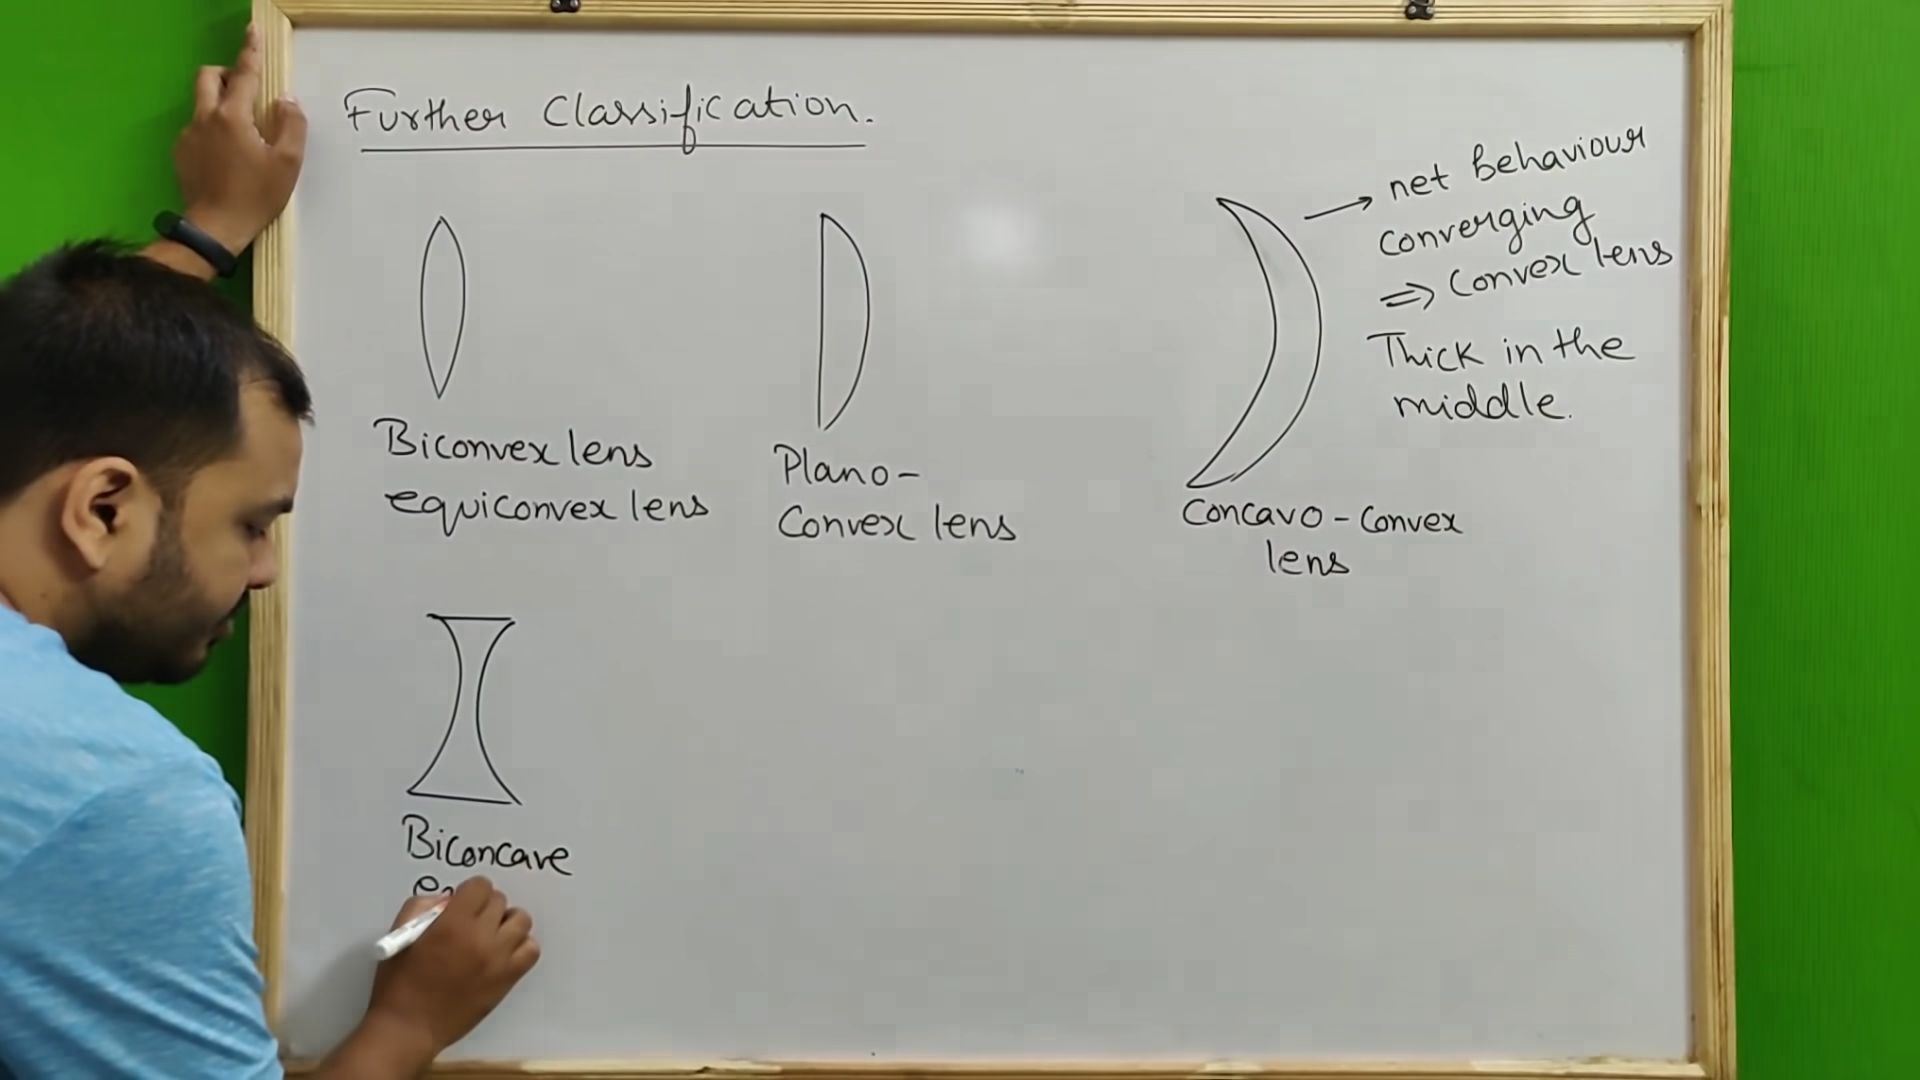 Further Classification.
Biconvex lens
equiconvex lens
Plano-
Convex lens
Concavo-Convex
lens
→ net Behaviour
converging
⇒ Convex lens
Thick in the
middle.
Biconcave